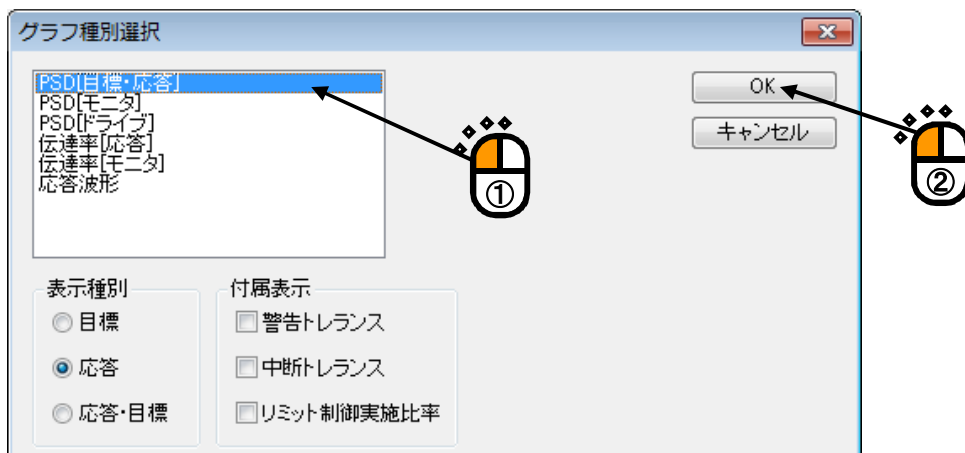 グラフ種別選択
PSD[目標・応答]
PSD[モニタ]
PSD[ドライブ]
伝達率[応答]
伝達率[モニタ]
応答波形
OK
キャンセル
①
②
表示種別
目標
応答
応答・目標
付属表示
警告トレランス
中断トレランス
リミット制御実施比率